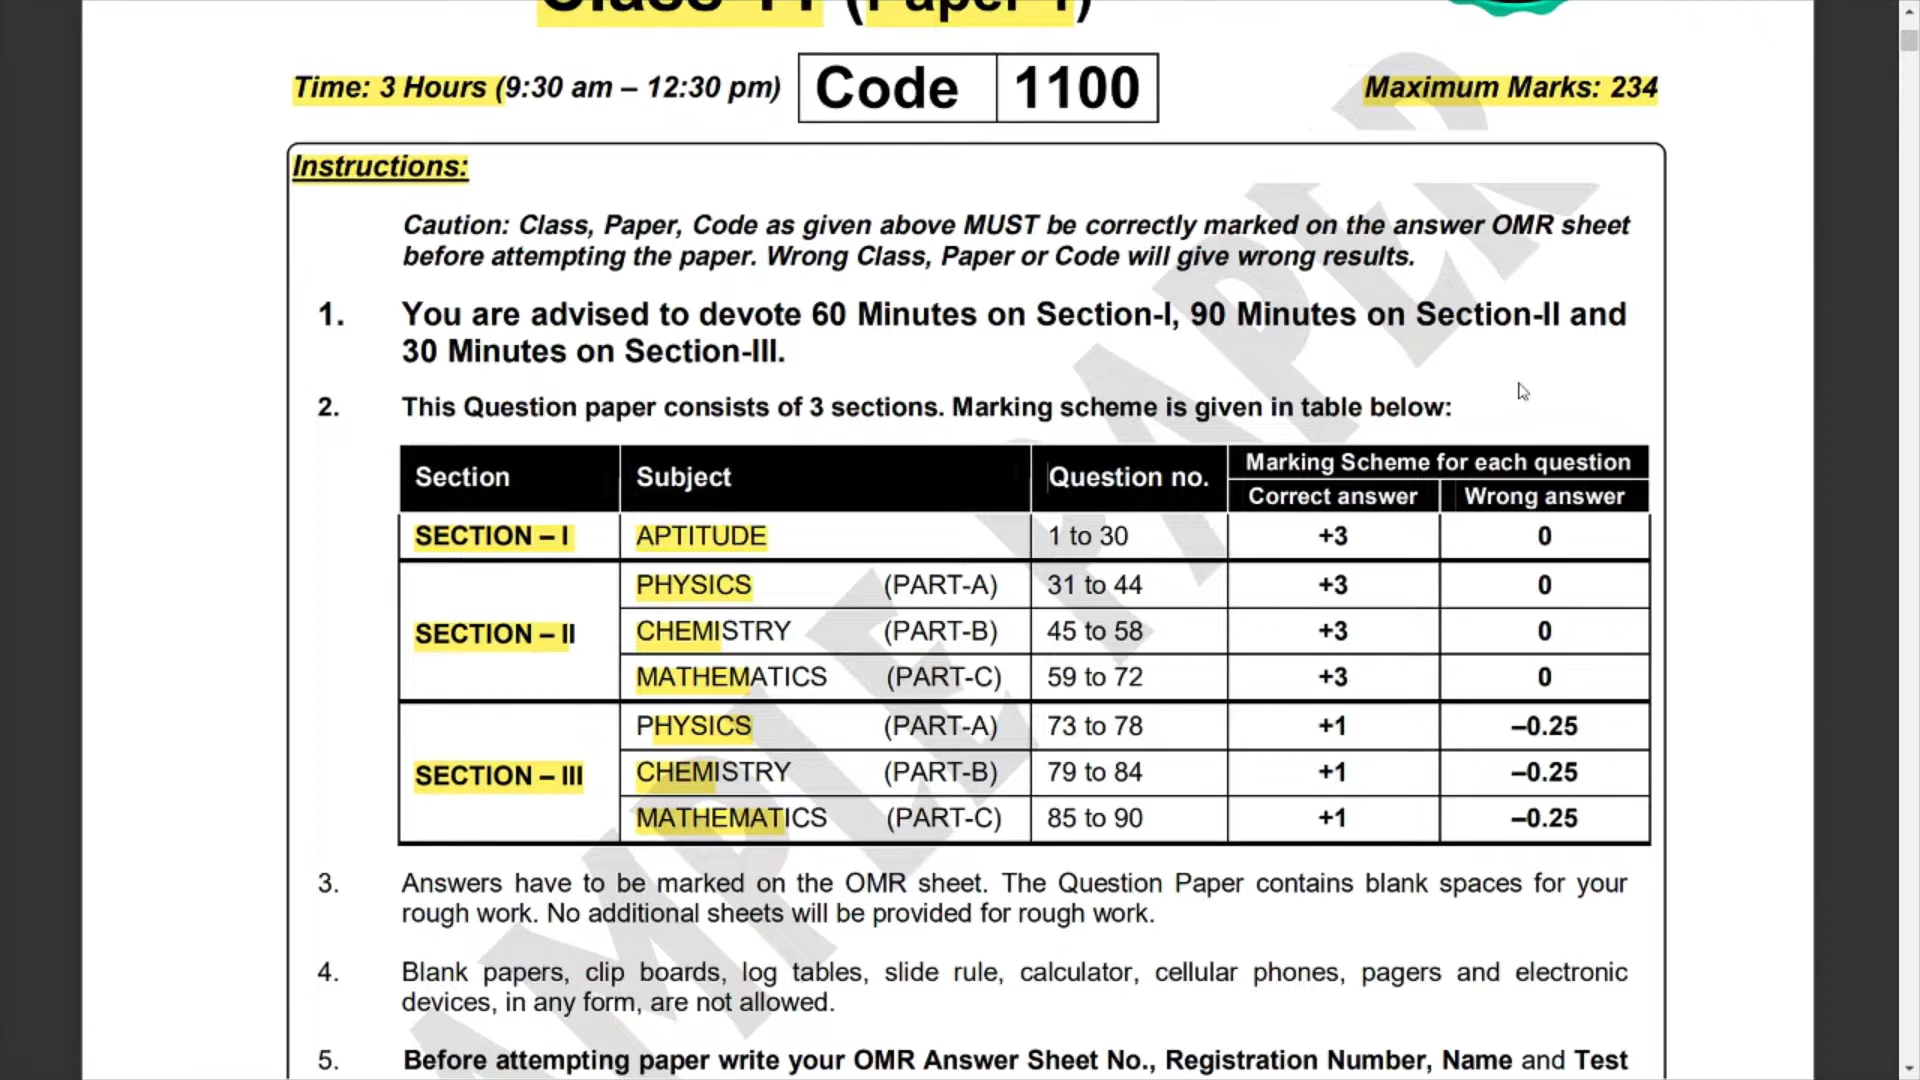 Class-11 (Paper-1)
Time: 3 Hours (9:30 am – 12:30 pm) Code 1100 Maximum Marks: 234
Instructions:
Caution: Class, Paper, Code as given above MUST be correctly marked on the answer OMR sheet
before attempting the paper. Wrong Class, Paper or Code will give wrong results.
1. You are advised to devote 60 Minutes on Section-I, 90 Minutes on Section-II and
30 Minutes on Section-III.
2. This Question paper consists of 3 sections. Marking scheme is given in table below:
Section Subject Question no. Marking Scheme for each question
Correct answer Wrong answer
SECTION – I APTITUDE 1 to 30 +3 0
SECTION – II PHYSICS (PART-A) 31 to 44 +3 0
CHEMISTRY (PART-B) 45 to 58 +3 0
MATHEMATICS (PART-C) 59 to 72 +3 0
SECTION – III PHYSICS (PART-A) 73 to 78 +1 –0.25
CHEMISTRY (PART-B) 79 to 84 +1 –0.25
MATHEMATICS (PART-C) 85 to 90 +1 –0.25
3. Answers have to be marked on the OMR sheet. The Question Paper contains blank spaces for your
rough work. No additional sheets will be provided for rough work.
4. Blank papers, clip boards, log tables, slide rule, calculator, cellular phones, pagers and electronic
devices, in any form, are not allowed.
5. Before attempting paper write your OMR Answer Sheet No., Registration Number, Name and Test
AMPLE PAPER